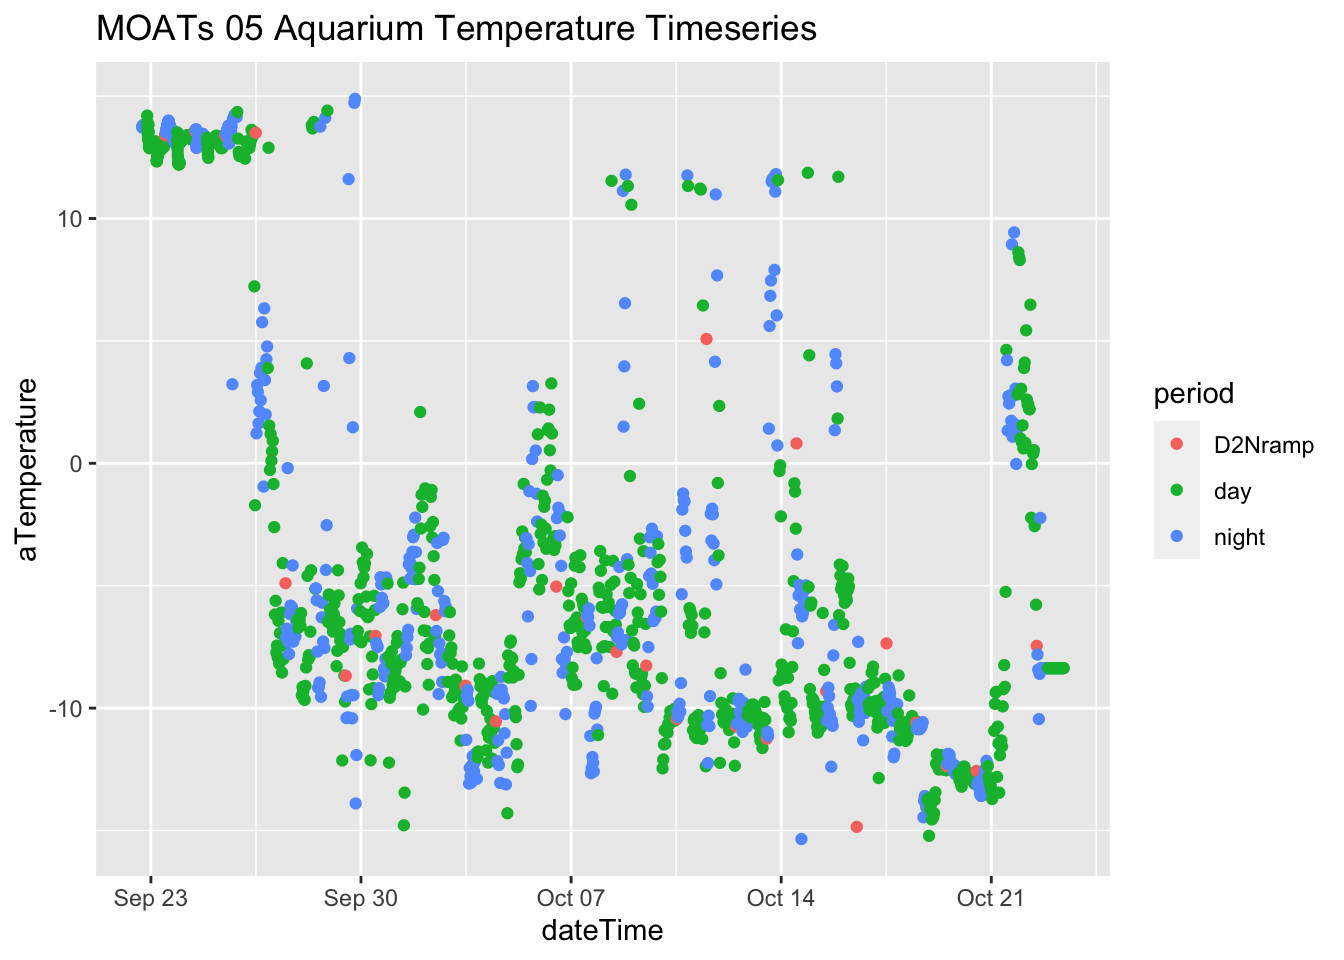 MOATs 05 Aquarium Temperature Timeseries
aTemperature
10
0
-10
Sep 23
Sep 30
Oct 07
Oct 14
Oct 21
dateTime
period
D2Nramp
day
night